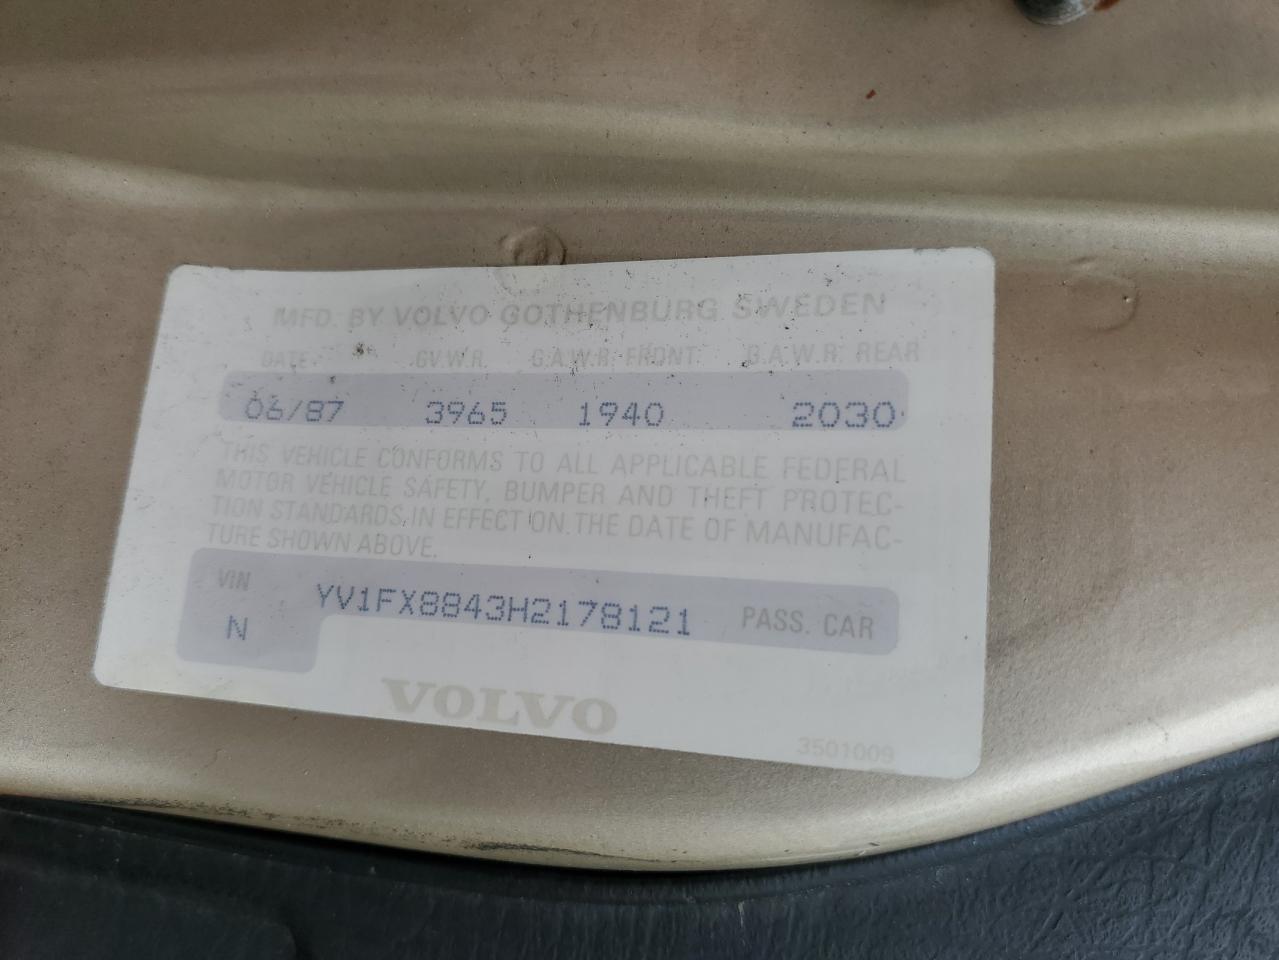 MFD. BY VOLVO GOTHENBURG SWEDEN
DATE G.V.W.R. G.A.W.R. FRONT G.A.W.R. REAR
06/87 3965 1940 2030
THIS VEHICLE CONFORMS TO ALL APPLICABLE FEDERAL
MOTOR VEHICLE SAFETY, BUMPER AND THEFT PROTEC-
TION STANDARDS IN EFFECT ON THE DATE OF MANUFAC-
TURE SHOWN ABOVE.
VIN YV1FX8843H2178121 PASS. CAR
N
VOLVO
3501009